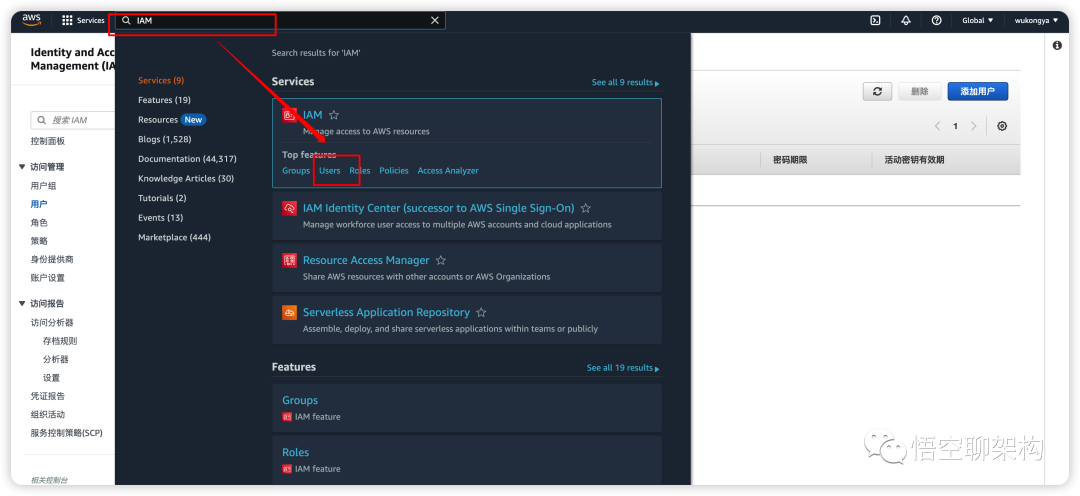 aws
Services
IAM
Global ▼
wukongya ▼
Identity and Acc
Management (IA
搜索 IAM
控制面板
访问管理
用户组
用户
角色
策略
身份提供商
账户设置
访问报告
访问分析器
存档规则
分析器
设置
凭证报告
组织活动
服务控制策略(SCP)
相关控制台
Services (9)
Features (19)
Resources New
Blogs (1,528)
Documentation (44,317)
Knowledge Articles (30)
Tutorials (2)
Events (13)
Marketplace (444)
Search results for 'IAM'
Services
See all 9 results ▶
IAM
Manage access to AWS resources
Top features
Groups Users Roles Policies Access Analyzer
IAM Identity Center (successor to AWS Single Sign-On)
Manage workforce user access to multiple AWS accounts and cloud applications
Resource Access Manager
Share AWS resources with other accounts or AWS Organizations
Serverless Application Repository
Assemble, deploy, and share serverless applications within teams or publicly
Features
See all 19 results ▶
Groups
IAM feature
Roles
IAM feature
删除
添加用户
1
密码期限
活动密钥有效期
悟空聊架构